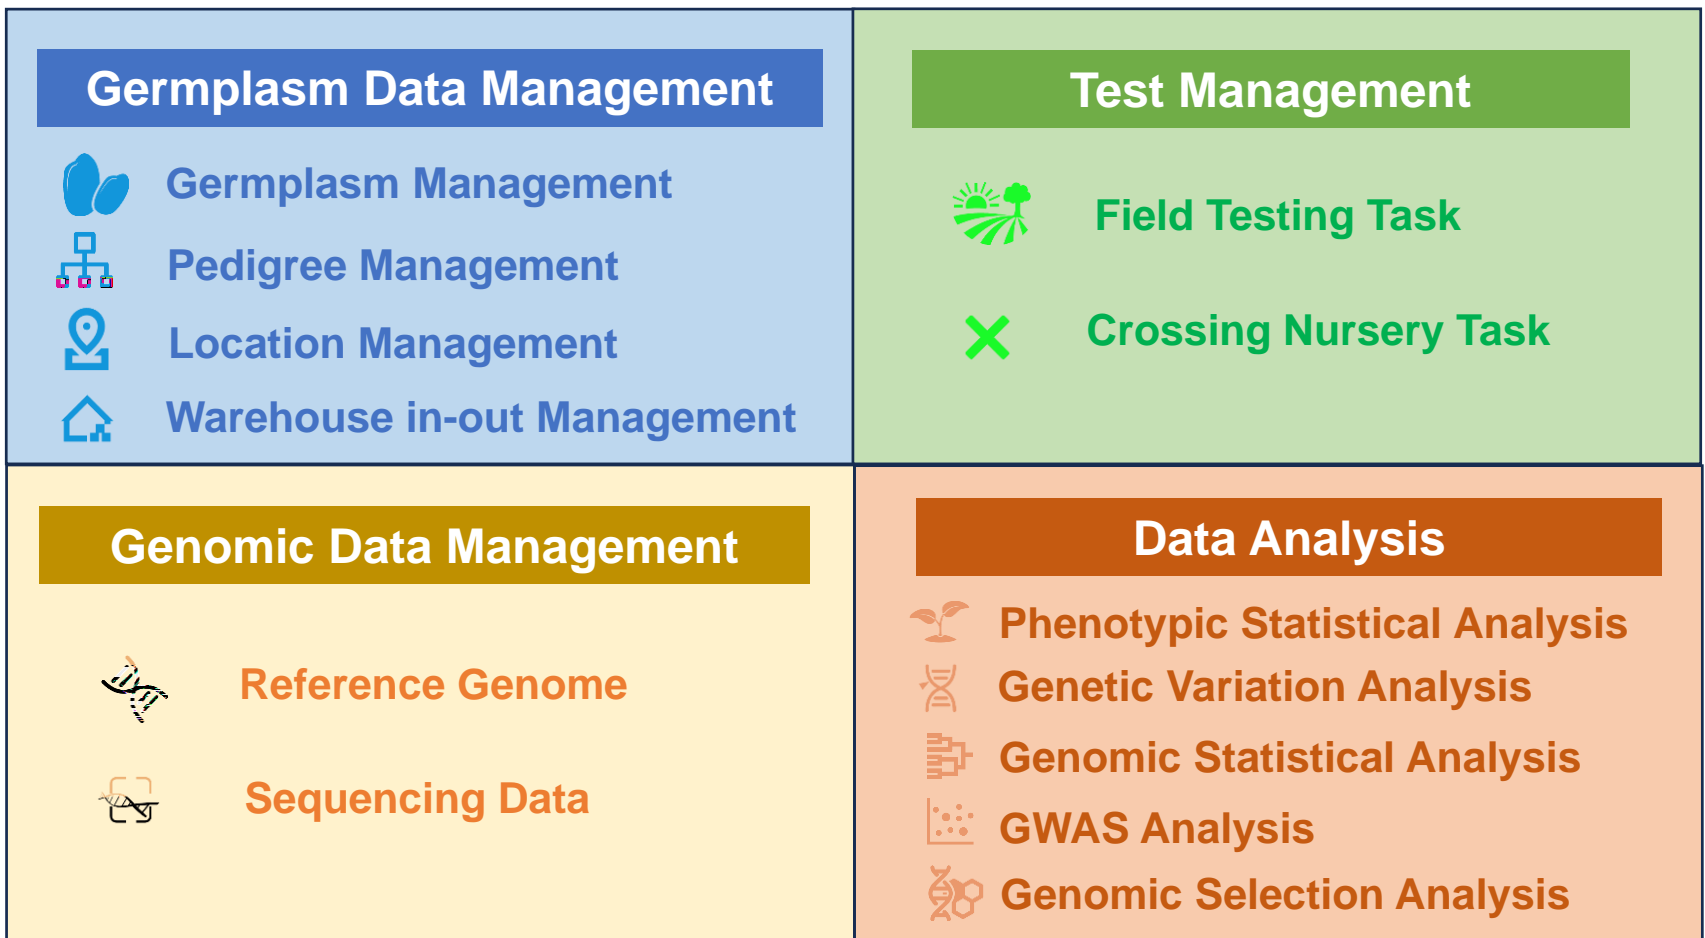 Germplasm Data Management
Germplasm Management
Pedigree Management
Location Management
Warehouse in-out Management
Test Management
Field Testing Task
Crossing Nursery Task
Genomic Data Management
Reference Genome
Sequencing Data
Data Analysis
Phenotypic Statistical Analysis
Genetic Variation Analysis
Genomic Statistical Analysis
GWAS Analysis
Genomic Selection Analysis